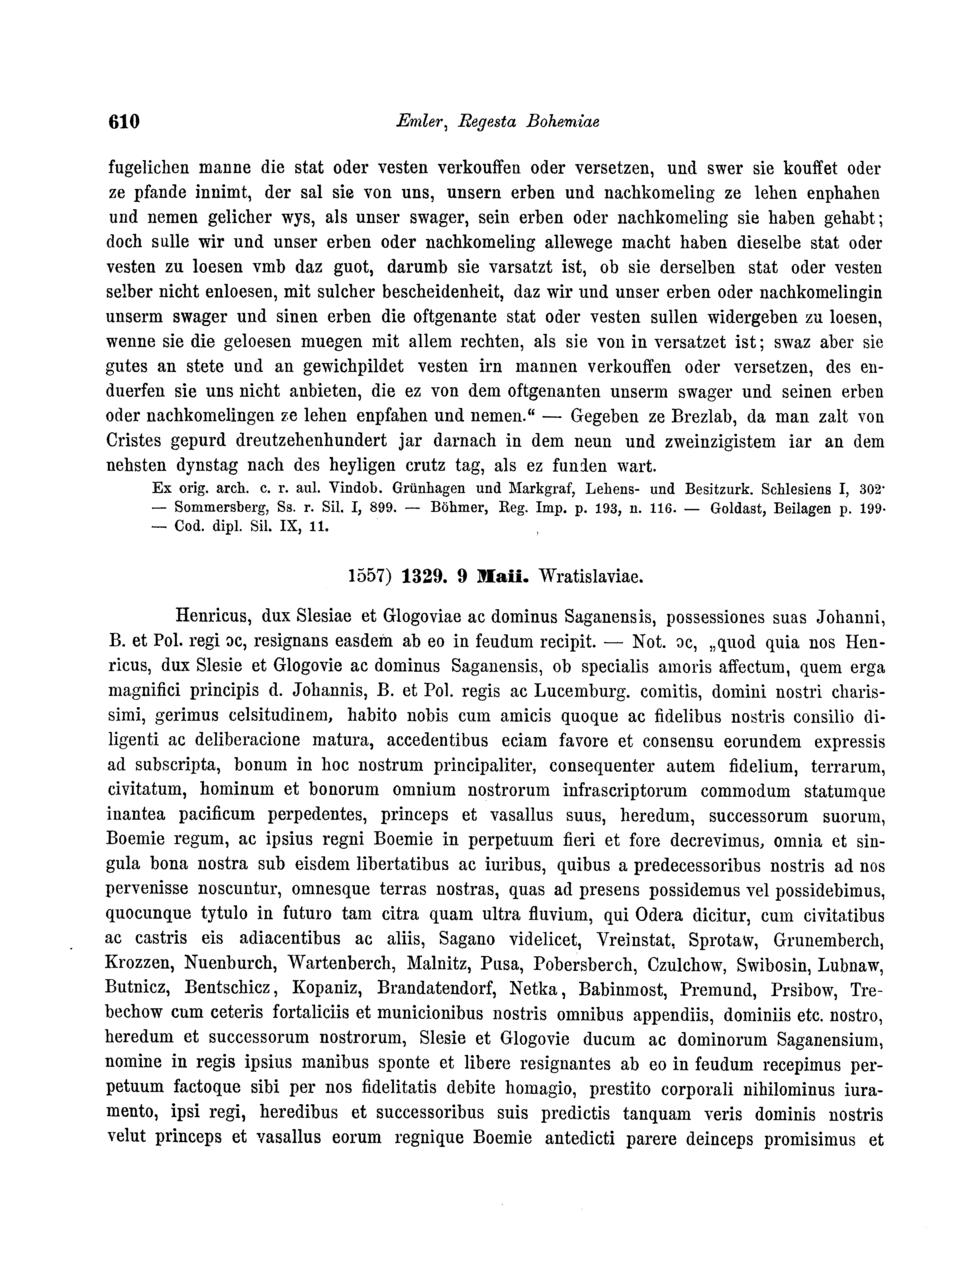 610 Emler, Regesta Bohemiae
fugelichen manne die stat oder vesten verkouffen oder versetzen, und swer sie kouffet oder
ze pfande innimt, der sal sie von uns, unsern erben und nachkomeling ze lehen enphahen
und nemen gelicher wys, als unser swager, sein erben oder nachkomeling sie haben gehabt;
doch sulle wir und unser erben oder nachkomeling allewege macht haben dieselbe stat oder
vesten zu loesen vmb daz guot, darumb sie varsatzt ist, ob sie derselben stat oder vesten
selber nicht enloesen, mit sulcher bescheidenheit, daz wir und unser erben oder nachkomelingin
unserm swager und sinen erben die oftgenante stat oder vesten sullen widergeben zu loesen,
wenne sie die geloesen muegen mit allem rechten, als sie von in versatzet ist; swaz aber sie
gutes an stete und an gewichpildet vesten irn mannen verkouffen oder versetzen, des en-
duerfen sie uns nicht anbieten, die ez von dem oftgenanten unserm swager und seinen erben
oder nachkomelingen ze lehen enpfahen und nemen.“ — Gegeben ze Brezlab, da man zalt von
Cristes gepurd dreutzehenhundert jar darnach in dem neun und zweinzigistem iar an dem
nehsten dynstag nach des heyligen crutz tag, als ez funden wart.
Ex orig. arch. c. r. aul. Vindob. Grünhagen und Markgraf, Lehens- und Besitzurk. Schlesiens I, 302·
— Sommersberg, Ss. r. Sil. I, 899. — Böhmer, Reg. Imp. p. 193, n. 116. — Goldast, Beilagen p. 199·
— Cod. dipl. Sil. IX, 11.
1557) 1329. 9 Maii. Wratislaviae.
Henricus, dux Slesiae et Glogoviae ac dominus Saganensis, possessiones suas Johanni,
B. et Pol. regi ɔc, resignans easdem ab eo in feudum recipit. — Not. ɔc, „quod quia nos Hen-
ricus, dux Slesie et Glogovie ac dominus Saganensis, ob specialis amoris affectum, quem erga
magnifici principis d. Johannis, B. et Pol. regis ac Lucemburg. comitis, domini nostri charis-
simi, gerimus celsitudinem, habito nobis cum amicis quoque ac fidelibus nostris consilio di-
ligenti ac deliberacione matura, accedentibus eciam favore et consensu eorundem expressis
ad subscripta, bonum in hoc nostrum principaliter, consequenter autem fidelium, terrarum,
civitatum, hominum et bonorum omnium nostrorum infrascriptorum commodum statumque
inantea pacificum perpedentes, princeps et vasallus suus, heredum, successorum suorum,
Boemie regum, ac ipsius regni Boemie in perpetuum fieri et fore decrevimus, omnia et sin-
gula bona nostra sub eisdem libertatibus ac iuribus, quibus a predecessoribus nostris ad nos
pervenisse noscuntur, omnesque terras nostras, quas ad presens possidemus vel possidebimus,
quocunque tytulo in futuro tam citra quam ultra fluvium, qui Odera dicitur, cum civitatibus
ac castris eis adiacentibus ac aliis, Sagano videlicet, Vreinstat, Sprotaw, Grunemberch,
Krozzen, Nuenburch, Wartenberch, Malnitz, Pusa, Pobersberch, Czulchow, Swibosin, Lubnaw,
Butnicz, Bentschicz, Kopaniz, Brandatendorf, Netka, Babinmost, Premund, Prsibow, Tre-
bechow cum ceteris fortaliciis et municionibus nostris omnibus appendiis, dominiis etc. nostro,
heredum et successorum nostrorum, Slesie et Glogovie ducum ac dominorum Saganensium,
nomine in regis ipsius manibus sponte et libere resignantes ab eo in feudum recepimus per-
petuum factoque sibi per nos fidelitatis debite homagio, prestito corporali nihilominus iura-
mento, ipsi regi, heredibus et successoribus suis predictis tanquam veris dominis nostris
velut princeps et vasallus eorum regnique Boemie antedicti parere deinceps promisimus et